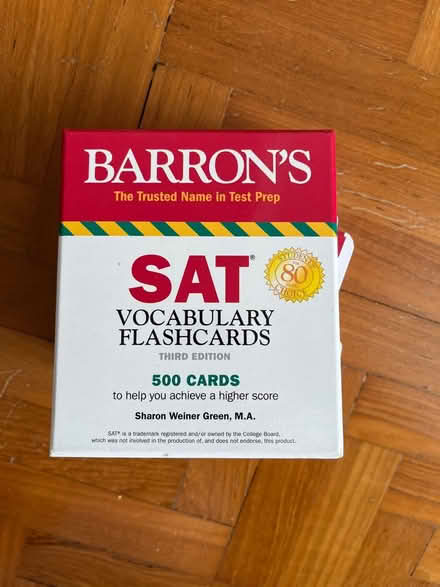 BARRON'S
The Trusted Name in Test Prep
SAT®
VOCABULARY
FLASHCARDS
THIRD EDITION
500 CARDS
to help you achieve a higher score
Sharon Weiner Green, M.A.
SAT® is a trademark registered and/or owned by the College Board,
which was not involved in the production of, and does not endorse, this product.
80
CHOICE